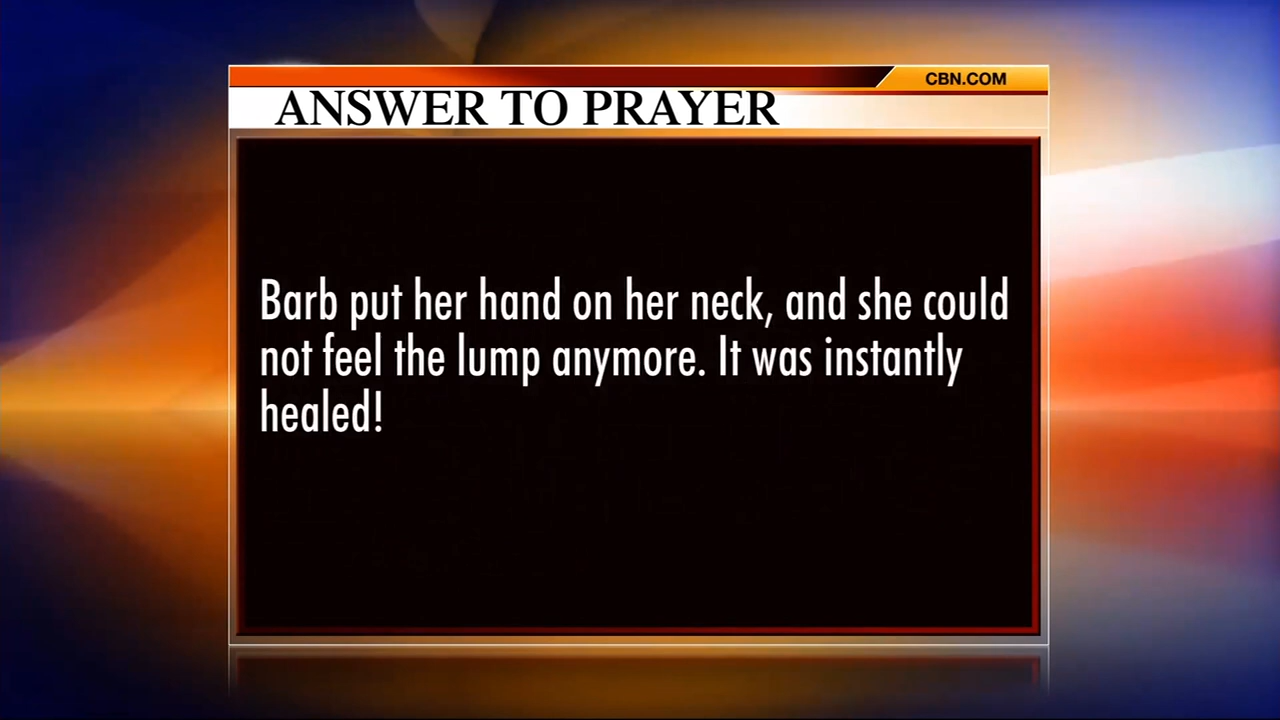 CBN.COM
ANSWER TO PRAYER
Barb put her hand on her neck, and she could
not feel the lump anymore. It was instantly
healed!